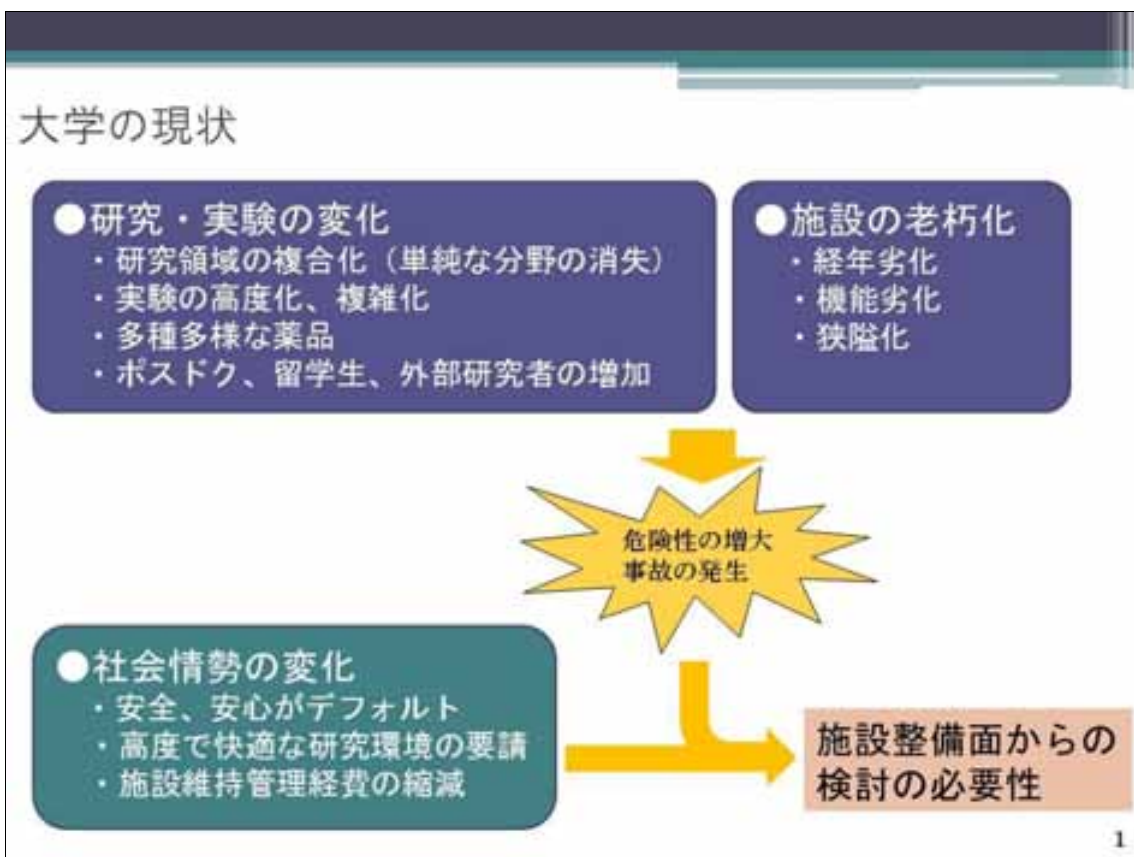 大学の現状
●研究・実験の変化
・研究領域の複合化（単純な分野の消失）
・実験の高度化、複雑化
・多種多様な薬品
・ポスドク、留学生、外部研究者の増加
●施設の老朽化
・経年劣化
・機能劣化
・狭隘化
危険性の増大
事故の発生
●社会情勢の変化
・安全、安心がデフォルト
・高度で快適な研究環境の要請
・施設維持管理経費の縮減
施設整備面からの
検討の必要性
1